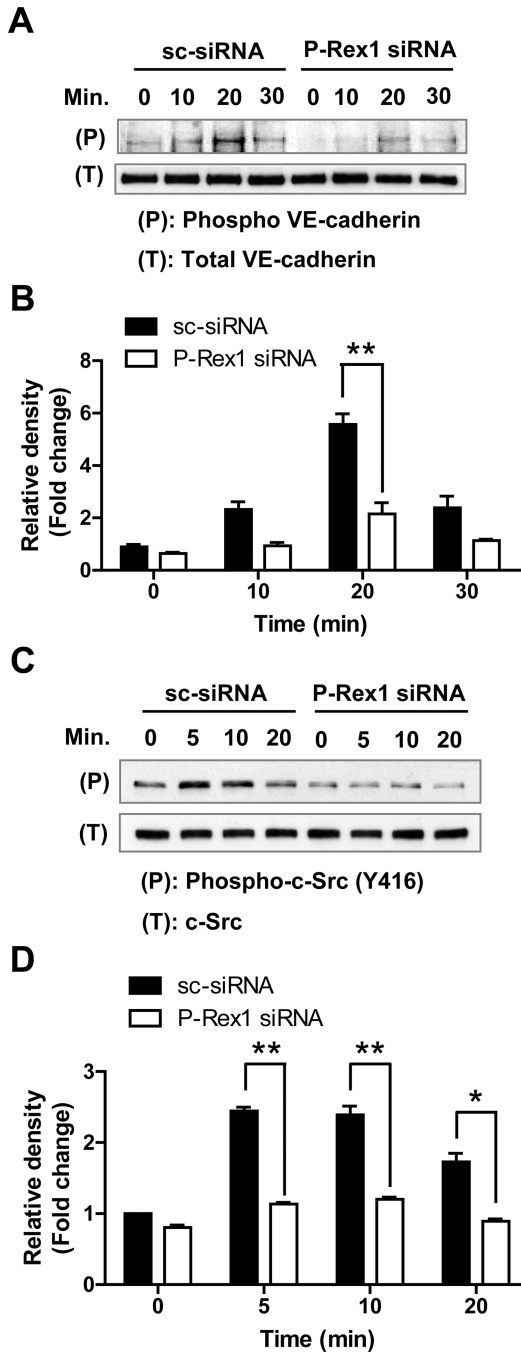 A
sc-siRNA P-Rex1 siRNA
Min. 0 10 20 30 0 10 20 30
(P)
(T)
(P): Phospho VE-cadherin
(T): Total VE-cadherin
B
sc-siRNA
P-Rex1 siRNA
Relative density
(Fold change)
8
6
4
2
0
**
0 10 20 30
Time (min)
C
sc-siRNA P-Rex1 siRNA
Min. 0 5 10 20 0 5 10 20
(P)
(T)
(P): Phospho-c-Src (Y416)
(T): c-Src
D
sc-siRNA
P-Rex1 siRNA
Relative density
(Fold change)
3
2
1
0
** ** *
0 5 10 20
Time (min)